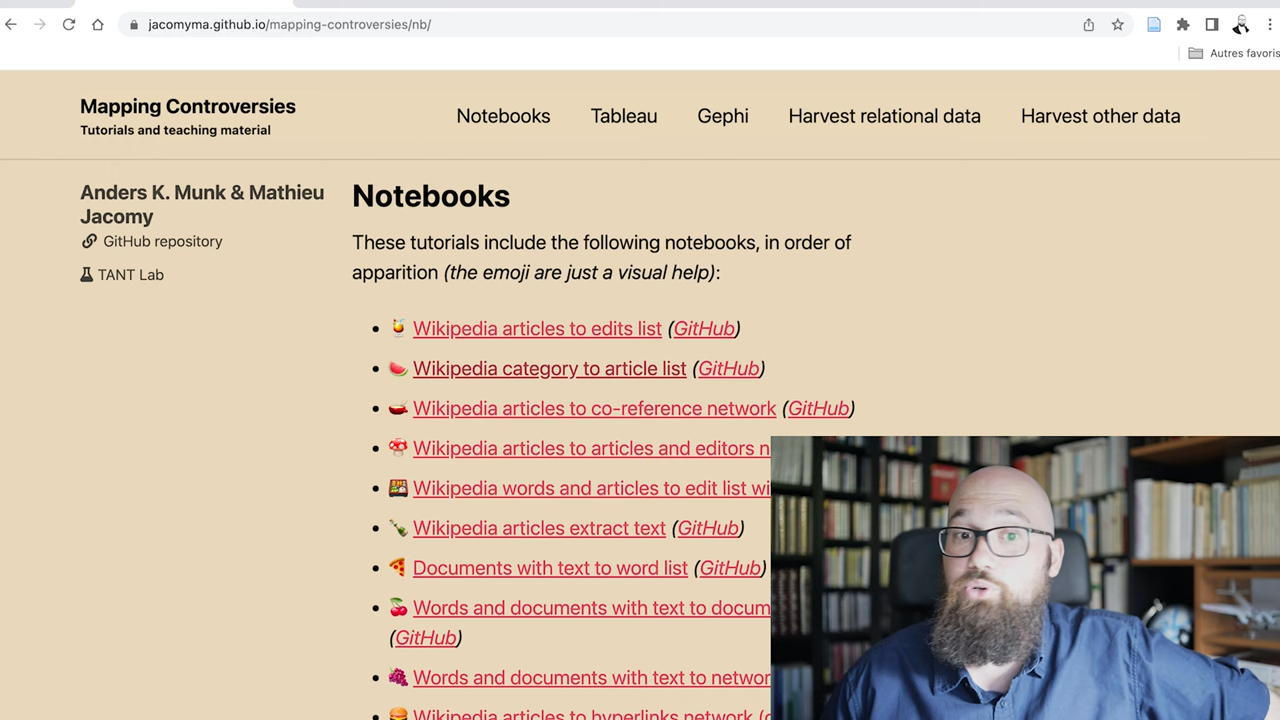 jacomyma.github.io/mapping-controversies/nb/
Autres favoris
Mapping Controversies
Tutorials and teaching material
Notebooks
Tableau
Gephi
Harvest relational data
Harvest other data
Anders K. Munk & Mathieu
Jacomy
GitHub repository
TANT Lab
Notebooks
These tutorials include the following notebooks, in order of
apparition (the emoji are just a visual help):
Wikipedia articles to edits list (GitHub)
Wikipedia category to article list (GitHub)
Wikipedia articles to co-reference network (GitHub)
Wikipedia articles to articles and editors n
Wikipedia words and articles to edit list wi
Wikipedia articles extract text (GitHub)
Documents with text to word list (GitHub)
Words and documents with text to docum
(GitHub)
Words and documents with text to networ
Wikipedia articles to hyperlinks network (